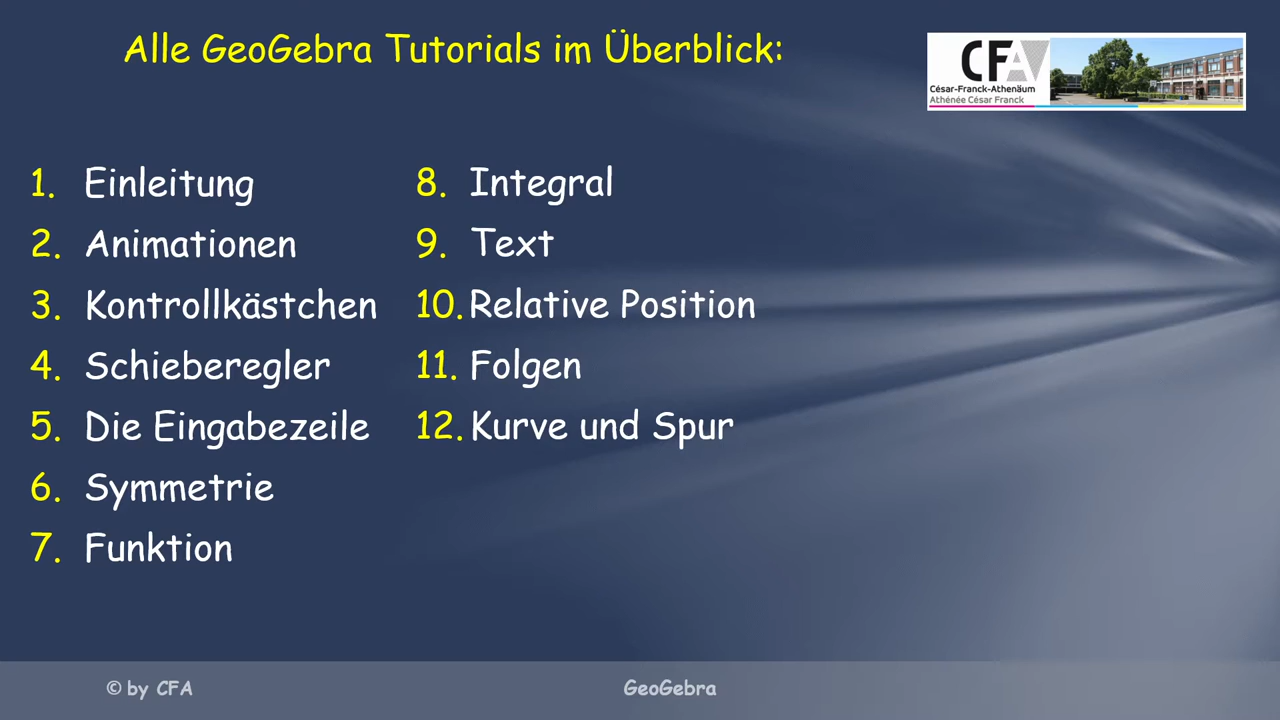 Alle GeoGebra Tutorials im Überblick:
CFA
César-Franck-Athenäum
Athénée César Franck
1. Einleitung
2. Animationen
3. Kontrollkästchen
4. Schieberegler
5. Die Eingabezeile
6. Symmetrie
7. Funktion
8. Integral
9. Text
10. Relative Position
11. Folgen
12. Kurve und Spur
© by CFA
GeoGebra